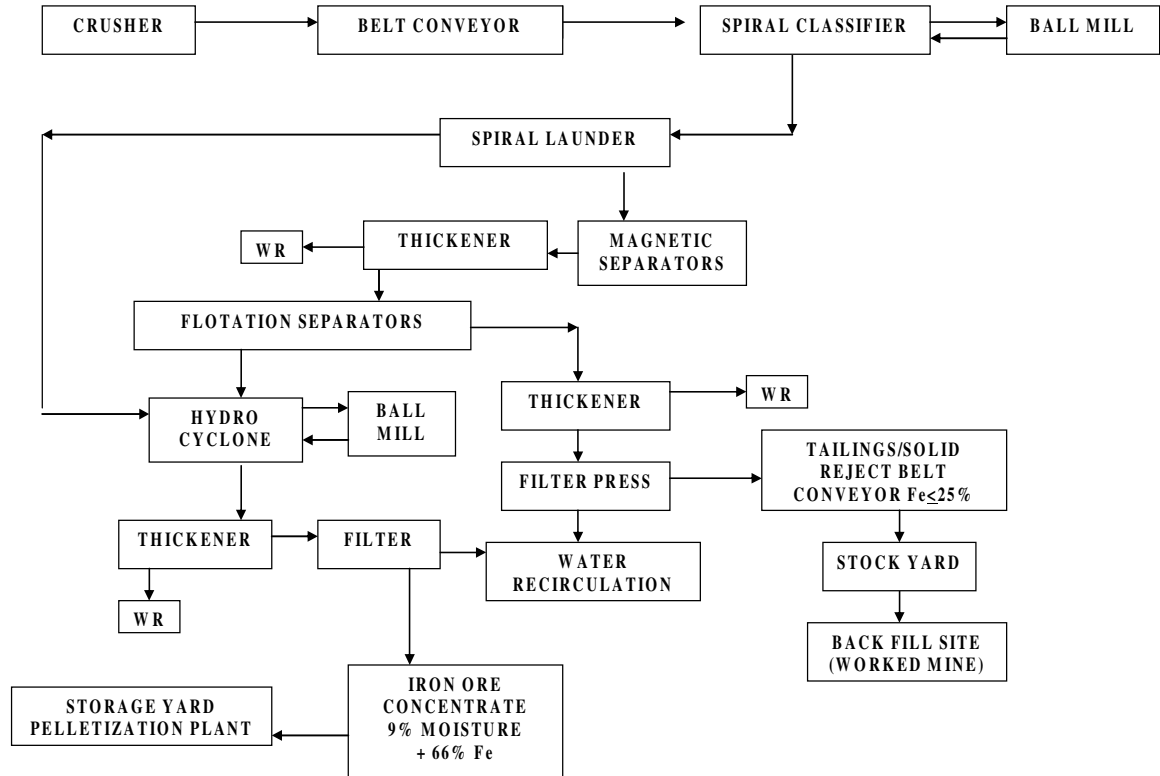 CRUSHER
BELT CONVEYOR
SPIRAL CLASSIFIER
BALL MILL
SPIRAL LAUNDER
WR
THICKENER
MAGNETIC
SEPARATORS
FLOTATION SEPARATORS
HYDRO
CYCLONE
BALL
MILL
THICKENER
WR
FILTER PRESS
TAILINGS/SOLID
REJECT BELT
CONVEYOR Fe≤25%
THICKENER
FILTER
WATER
RECIRCULATION
STOCK YARD
WR
BACK FILL SITE
(WORKED MINE)
STORAGE YARD
PELLETIZATION PLANT
IRON ORE
CONCENTRATE
9% MOISTURE
+ 66% Fe